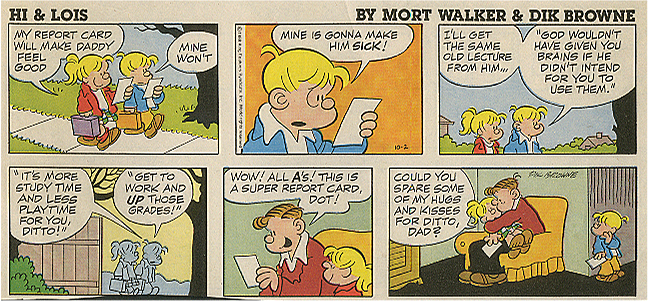 HI & LOIS
BY MORT WALKER & DIK BROWNE
MY REPORT CARD
WILL MAKE DADDY
FEEL
GOOD
MINE
WON'T
MINE IS GONNA MAKE
HIM SICK!
10-2
I'LL GET
THE SAME
OLD LECTURE
FROM HIM...
"GOD WOULDN'T
HAVE GIVEN YOU
BRAINS IF HE
DIDN'T INTEND
FOR YOU TO
USE THEM."
"IT'S MORE
STUDY TIME
AND LESS
PLAYTIME
FOR YOU,
DITTO!"
"GET TO
WORK AND
UP THOSE
GRADES!"
WOW! ALL A's! THIS IS
A SUPER REPORT CARD,
DOT!
COULD YOU
SPARE SOME
OF MY HUGS
AND KISSES
FOR DITTO,
DAD?
DIK BROWNE